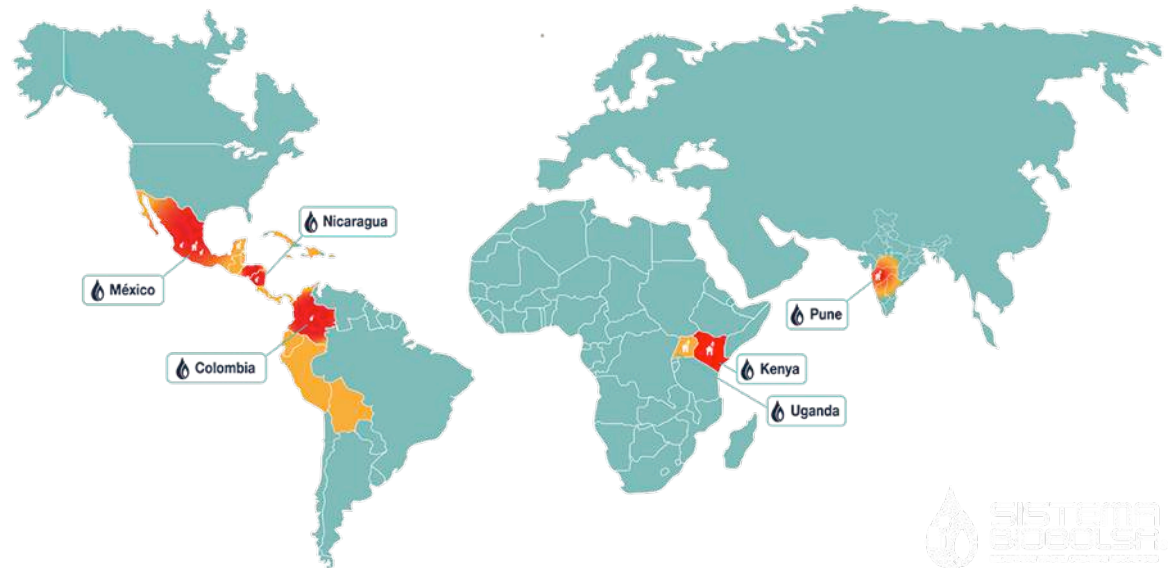 Nicaragua
México
Pune
Colombia
Kenya
Uganda
SISTEMA
BIOBOLSA